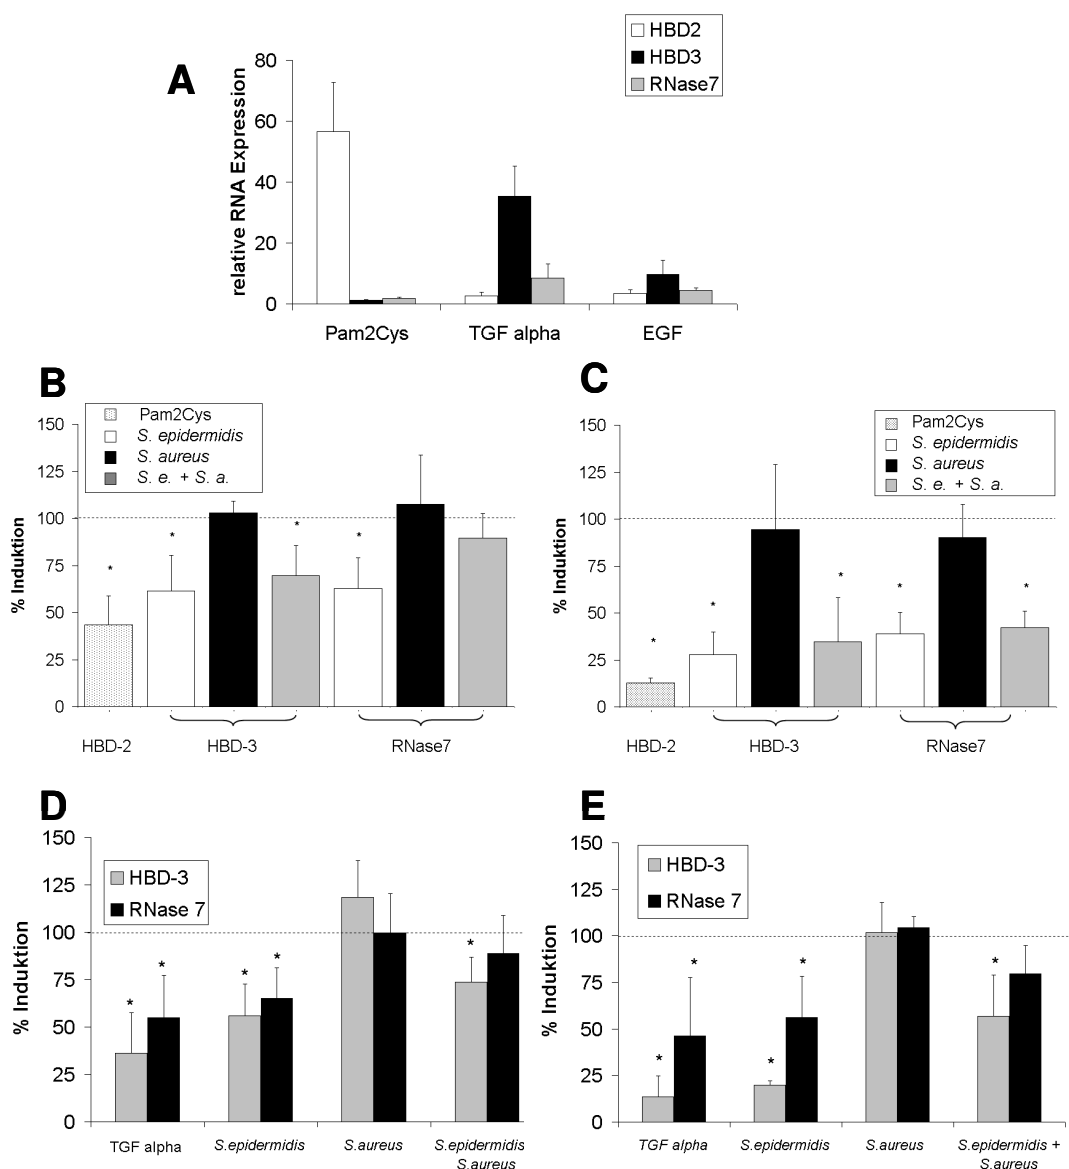 HBD2
HBD3
RNase7
A
relative RNA Expression
80
60
40
20
0
Pam2Cys TGF alpha EGF
B
Pam2Cys
S. epidermidis
S. aureus
S. e. + S. a.
% Induktion
150
125
100
75
50
25
0
* * * *
HBD-2 HBD-3 RNase7
C
Pam2Cys
S. epidermidis
S. aureus
S. e. + S. a.
% Induktion
150
125
100
75
50
25
0
* * * * *
HBD-2 HBD-3 RNase7
D
HBD-3
RNase 7
% Induktion
150
125
100
75
50
25
0
* * * * *
TGF alpha S.epidermidis S.aureus S.epidermidis
S.aureus
E
HBD-3
RNase 7
% Induktion
150
125
100
75
50
25
0
* * * * *
TGF alpha S.epidermidis S.aureus S.epidermidis +
S.aureus